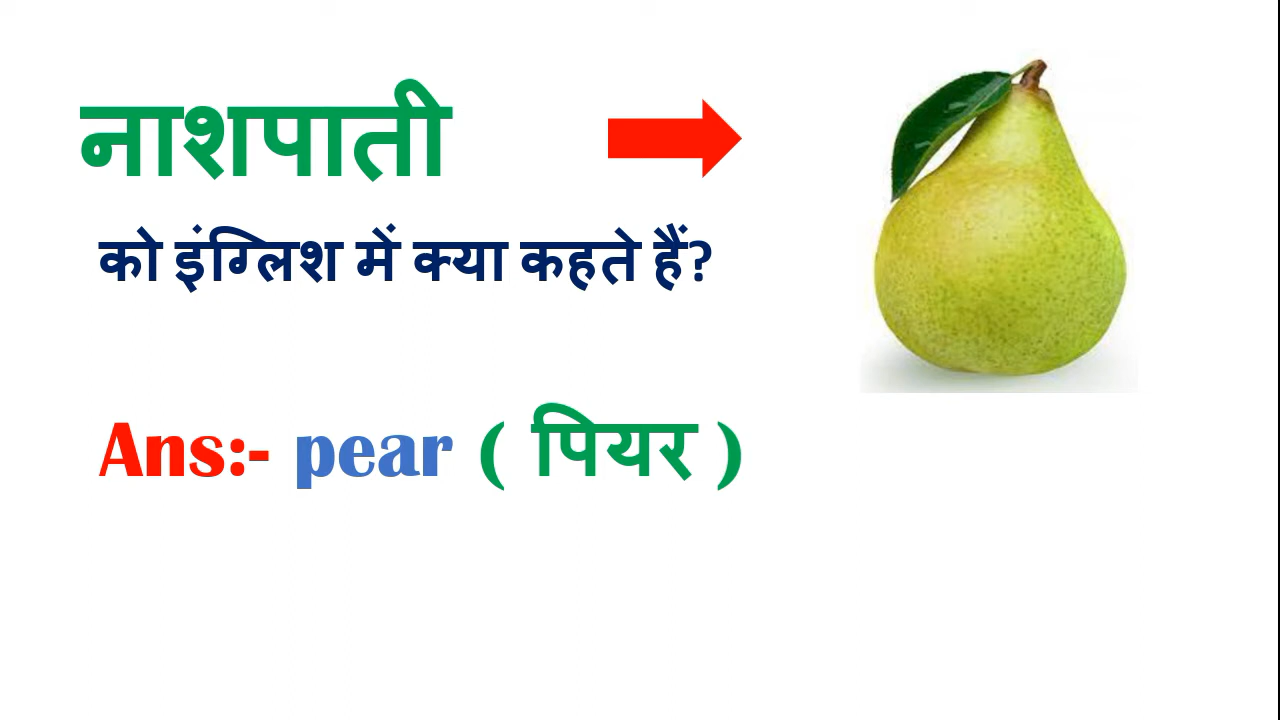 नाशपाती
को इंग्लिश में क्या कहते हैं?
Ans:- pear ( पियर )